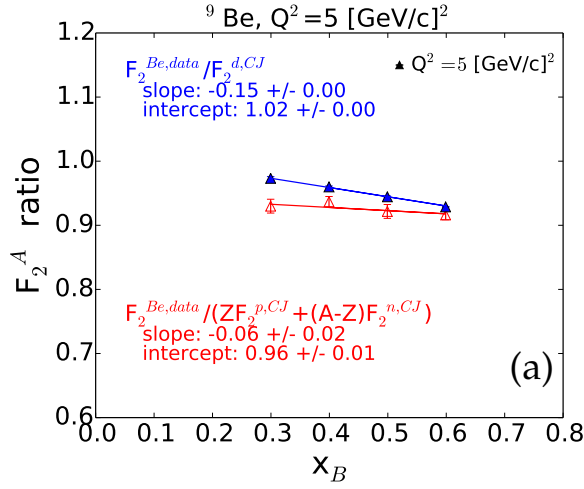 ⁹ Be, Q² =5 [GeV/c]²
F₂ᴬ ratio
1.2
1.1
1.0
0.9
0.8
0.7
0.6
F₂^{Be,data}/F₂^{d,CJ}
slope: -0.15 +/- 0.00
intercept: 1.02 +/- 0.00
Q² =5 [GeV/c]²
F₂^{Be,data}/(ZF₂^{p,CJ}+(A-Z)F₂^{n,CJ})
slope: -0.06 +/- 0.02
intercept: 0.96 +/- 0.01
(a)
0.0 0.1 0.2 0.3 0.4 0.5 0.6 0.7 0.8
x_B